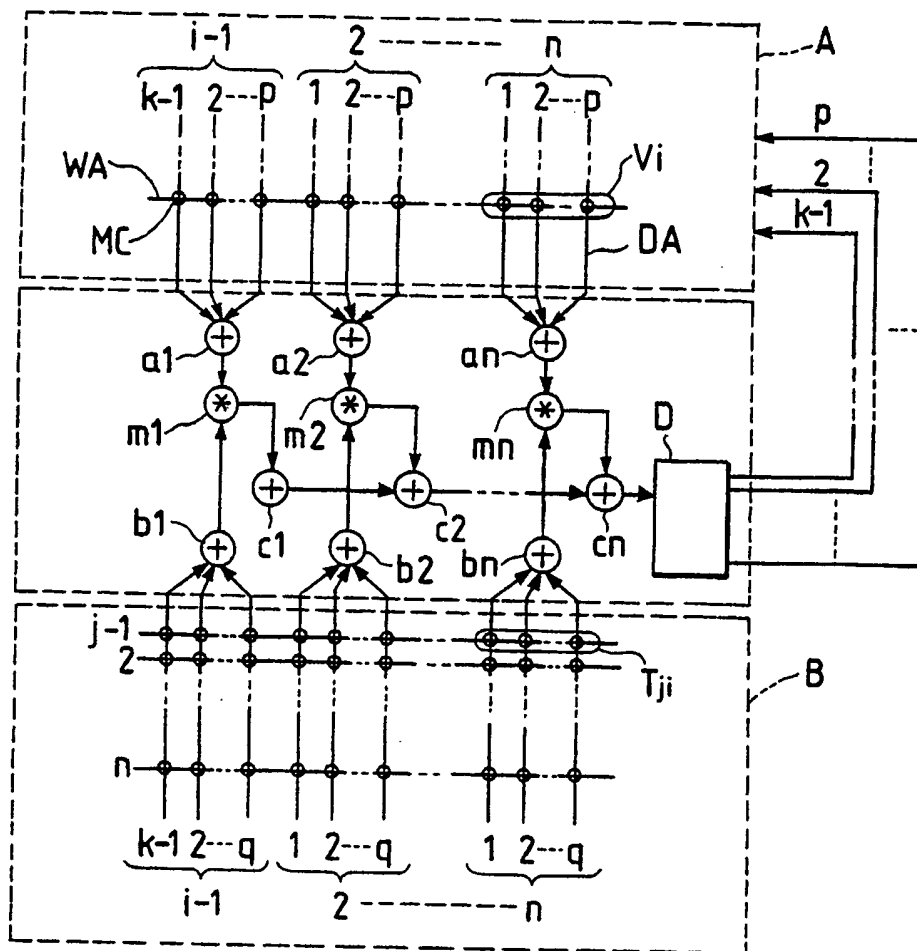 i-1 2 ------- n A
k-1 2---p 1 2---p 1 2---p p
WA Vi 2
MC DA k-1
a1 a2 an
m1 * m2 * mn * D
c1 c2 cn
b1 b2 bn
j-1
2 Tji B
n
k-1 2---q 1 2---q 1 2---q
i-1 2 ------- n